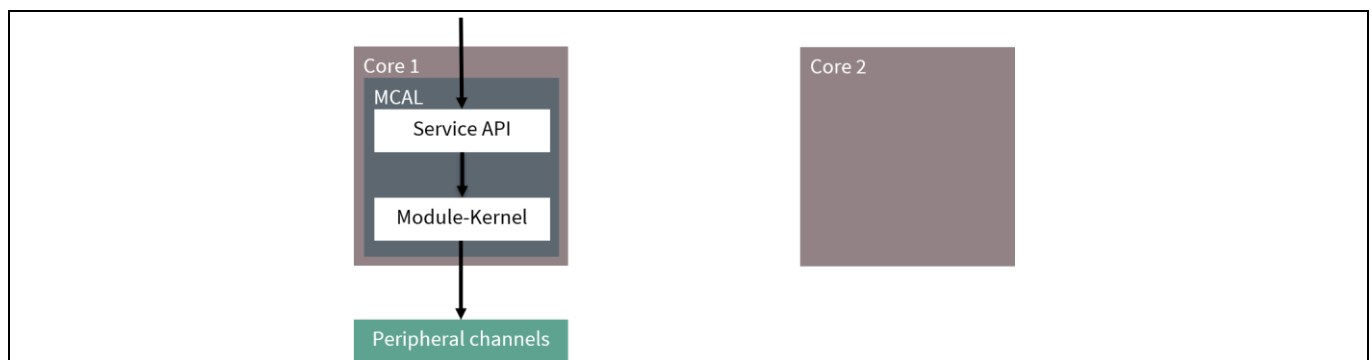 Core 1
Core 2
MCAL
Service API
Module-Kernel
Peripheral channels